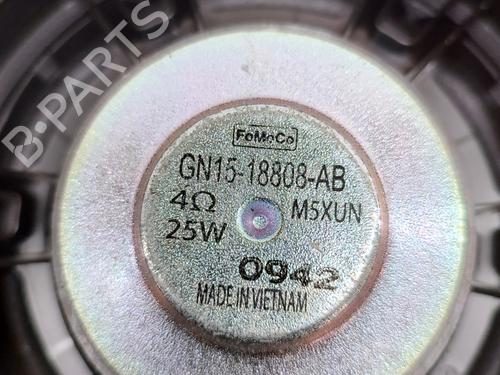 FoMoCo
GN15-18808-AB
4Ω M5XUN
25W
0942
MADE IN VIETNAM
B-PARTS